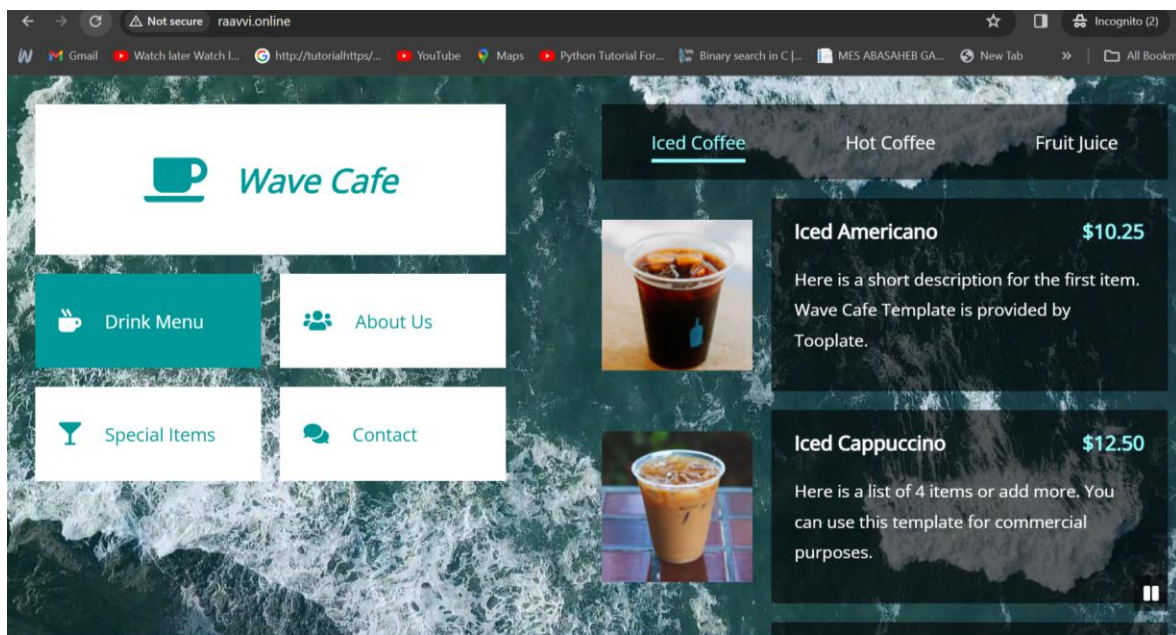 Not secure raavvi.online Incognito (2)
Gmail Watch later Watch l... http://tutorialhttps/... YouTube Maps Python Tutorial For... Binary search in C |... MES ABASAHEB GA... New Tab » All Bookm
Wave Cafe
Drink Menu
About Us
Special Items
Contact
Iced Coffee Hot Coffee Fruit Juice
Iced Americano $10.25
Here is a short description for the first item.
Wave Cafe Template is provided by
Tooplate.
Iced Cappuccino $12.50
Here is a list of 4 items or add more. You
can use this template for commercial
purposes.